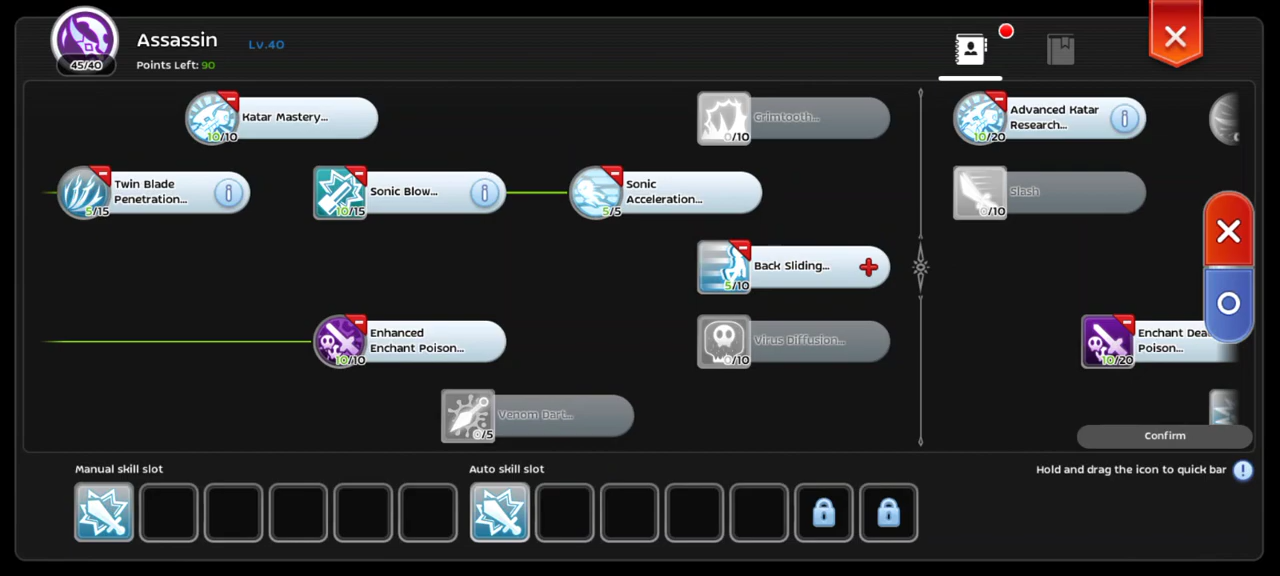 Assassin
Lv.40
45/40
Points Left: 90
Katar Mastery...
10/10
Grimtooth...
0/10
Advanced Katar
Research...
10/20
Twin Blade
Penetration...
5/15
Sonic Blow...
10/15
Sonic
Acceleration...
5/5
Slash
0/10
Back Sliding...
5/10
Enhanced
Enchant Poison...
10/10
Virus Diffusion...
0/10
Enchant Dea
Poison...
10/20
Venom Dart...
0/5
Confirm
Manual skill slot
Auto skill slot
Hold and drag the icon to quick bar